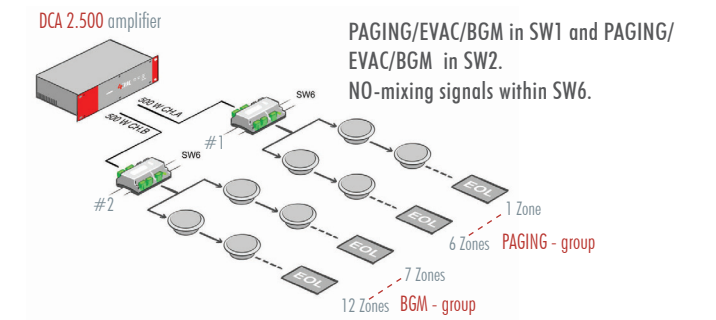 DCA 2.500 amplifier
PAGING/EVAC/BGM in SW1 and PAGING/
EVAC/BGM in SW2.
NO-mixing signals within SW6.
500 W CH.A
SW6
500 W CH.B
#1
SW6
#2
EOL
1 Zone
EOL
6 Zones PAGING - group
EOL
7 Zones
EOL
12 Zones BGM - group